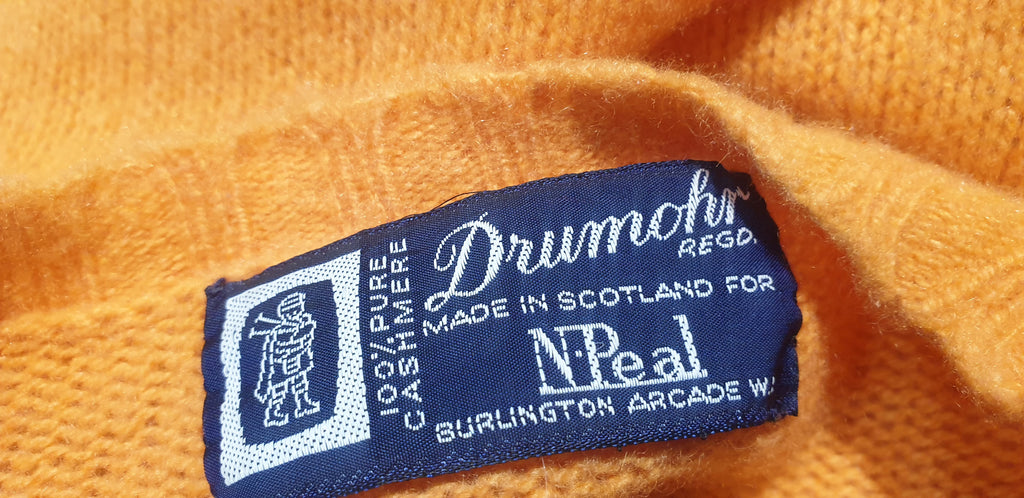 100% PURE
CASHMERE
Drumohr
REGD.
MADE IN SCOTLAND FOR
N·Peal
BURLINGTON ARCADE W.